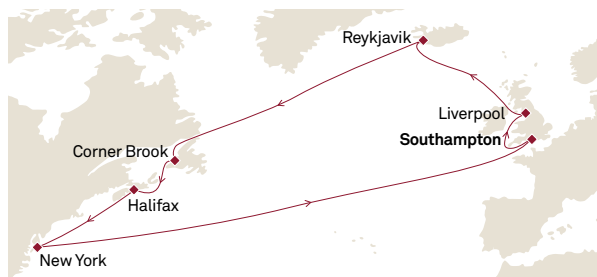 Reykjavik
Liverpool
Southampton
Corner Brook
Halifax
New York